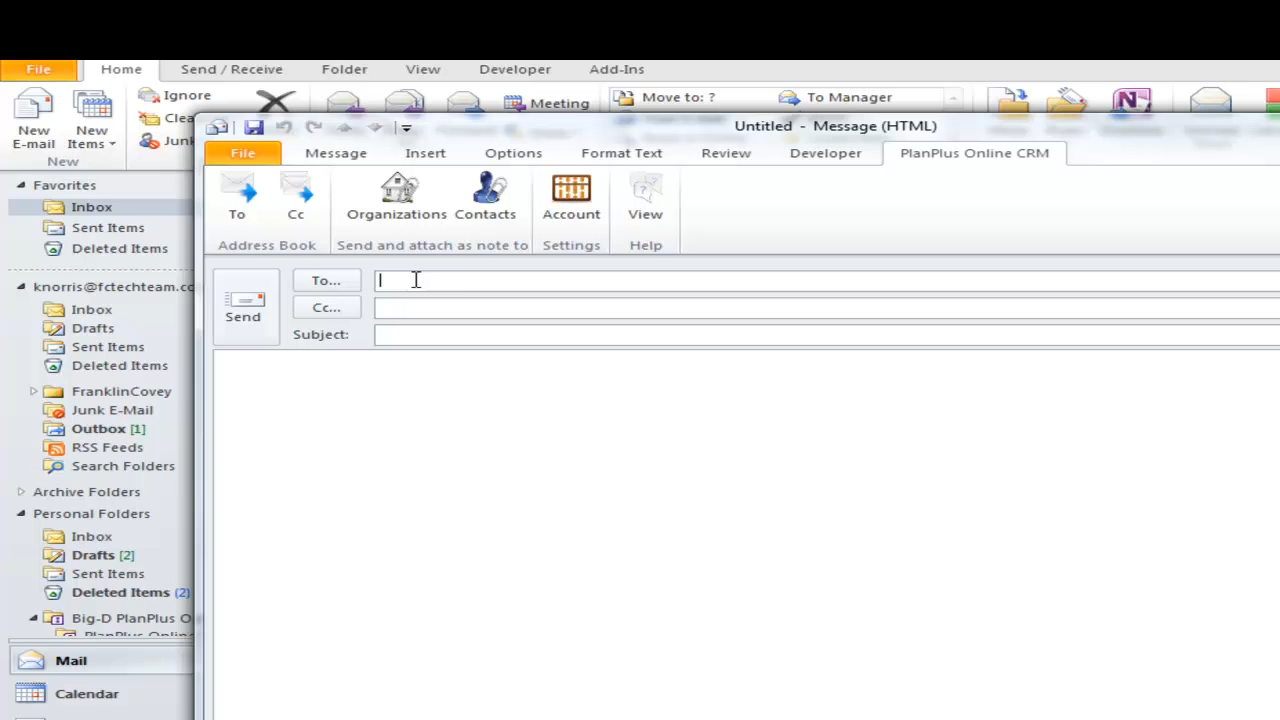 File Home Send / Receive Folder View Developer Add-Ins
Ignore
Meeting
Move to: ?
To Manager
New E-mail
New Items
Clea
Junk
New
Untitled - Message (HTML)
File Message Insert Options Format Text Review Developer PlanPlus Online CRM
To Cc Organizations Contacts Account View
Address Book Send and attach as note to Settings Help
Send
To...
Cc...
Subject:
Favorites
Inbox
Sent Items
Deleted Items
knorris@fctechteam.co
Inbox
Drafts
Sent Items
Deleted Items
FranklinCovey
Junk E-Mail
Outbox [1]
RSS Feeds
Search Folders
Archive Folders
Personal Folders
Inbox
Drafts [2]
Sent Items
Deleted Items (2)
Big-D PlanPlus O
PlanPlus Online
Mail
Calendar